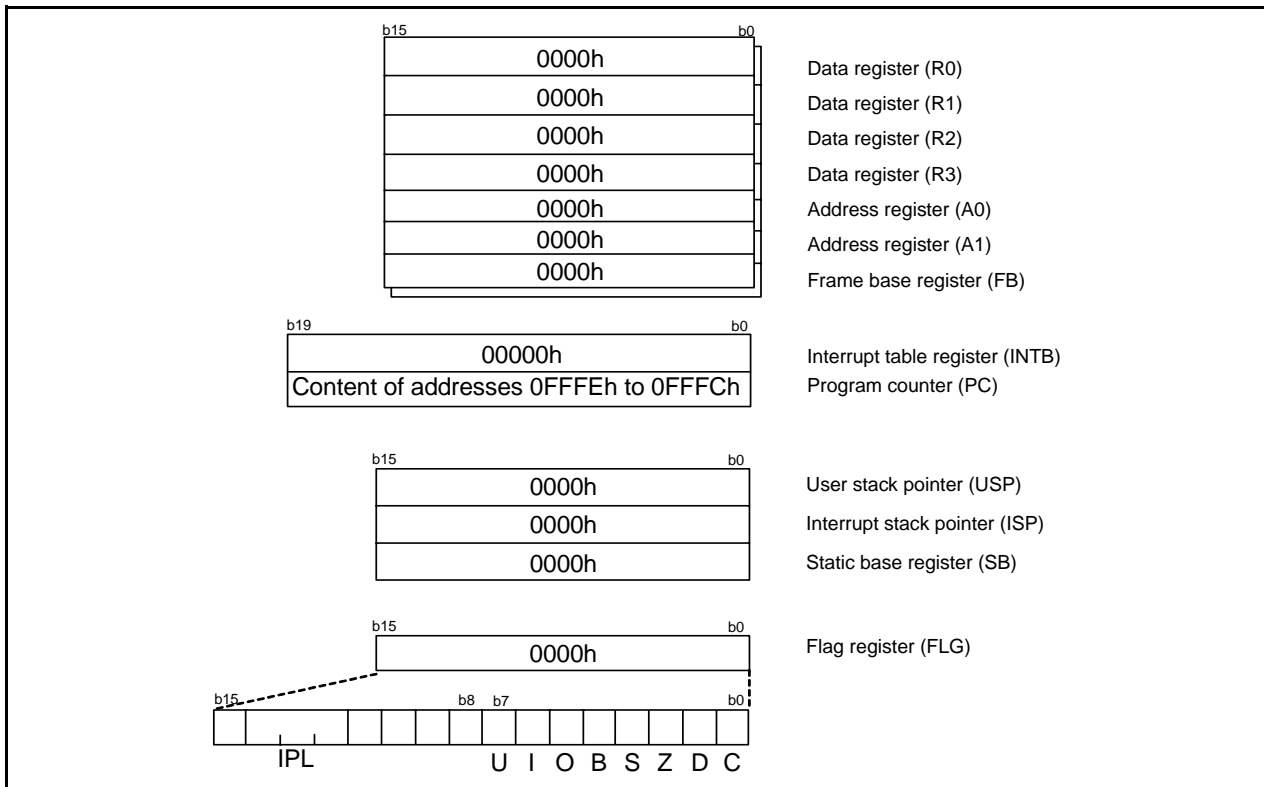 b15 b0
0000h Data register (R0)
0000h Data register (R1)
0000h Data register (R2)
0000h Data register (R3)
0000h Address register (A0)
0000h Address register (A1)
0000h Frame base register (FB)
b19 b0
00000h Interrupt table register (INTB)
Content of addresses 0FFFEh to 0FFFCh Program counter (PC)
b15 b0
0000h User stack pointer (USP)
0000h Interrupt stack pointer (ISP)
0000h Static base register (SB)
b15 b0
0000h Flag register (FLG)
b15 b8 b7 b0
IPL U I O B S Z D C